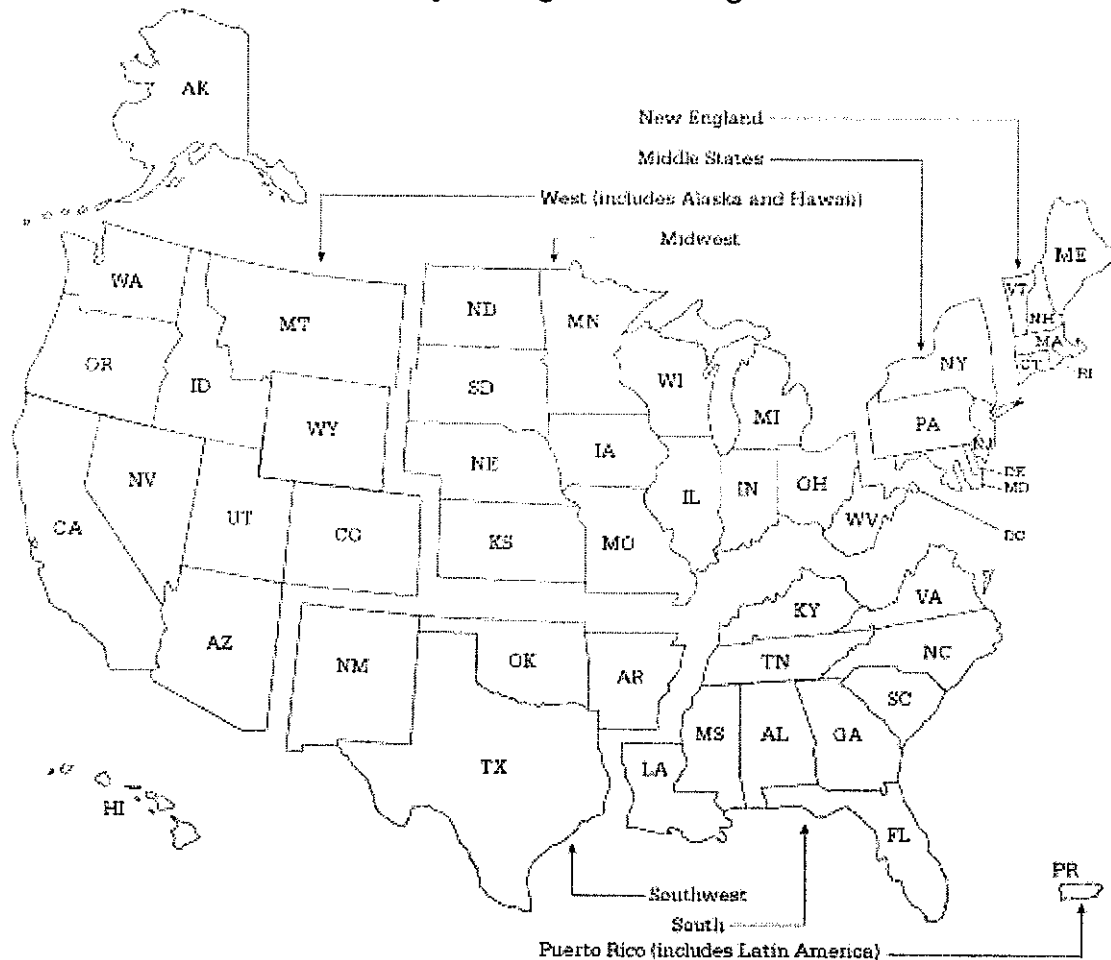 AK
New England
Middle States
West (includes Alaska and Hawaii)
Midwest
ME
WA
VT
ND
MT
MN
NH
OR
MA
NY
CT
RI
ID
SD
WI
MI
WY
PA
IA
NJ
NE
NV
OH
DE
IL
IN
MD
UT
CA
CO
WV
KS
MO
DC
KY
VA
AZ
NM
OK
TN
NC
AR
SC
MS
AL
GA
TX
LA
HI
FL
PR
Southwest
South
Puerto Rico (includes Latin America)